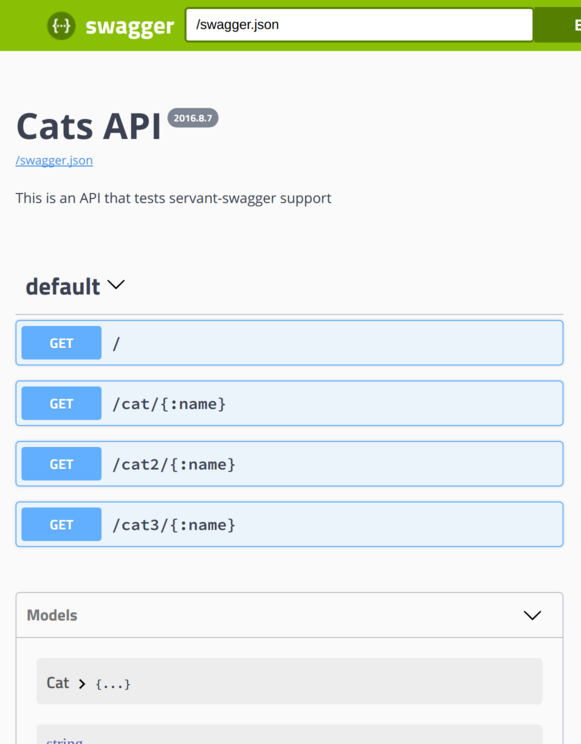 swagger /swagger.json
Cats API 2016.8.7
/swagger.json
This is an API that tests servant-swagger support
default
GET /
GET /cat/{:name}
GET /cat2/{:name}
GET /cat3/{:name}
Models
Cat > {...}
string